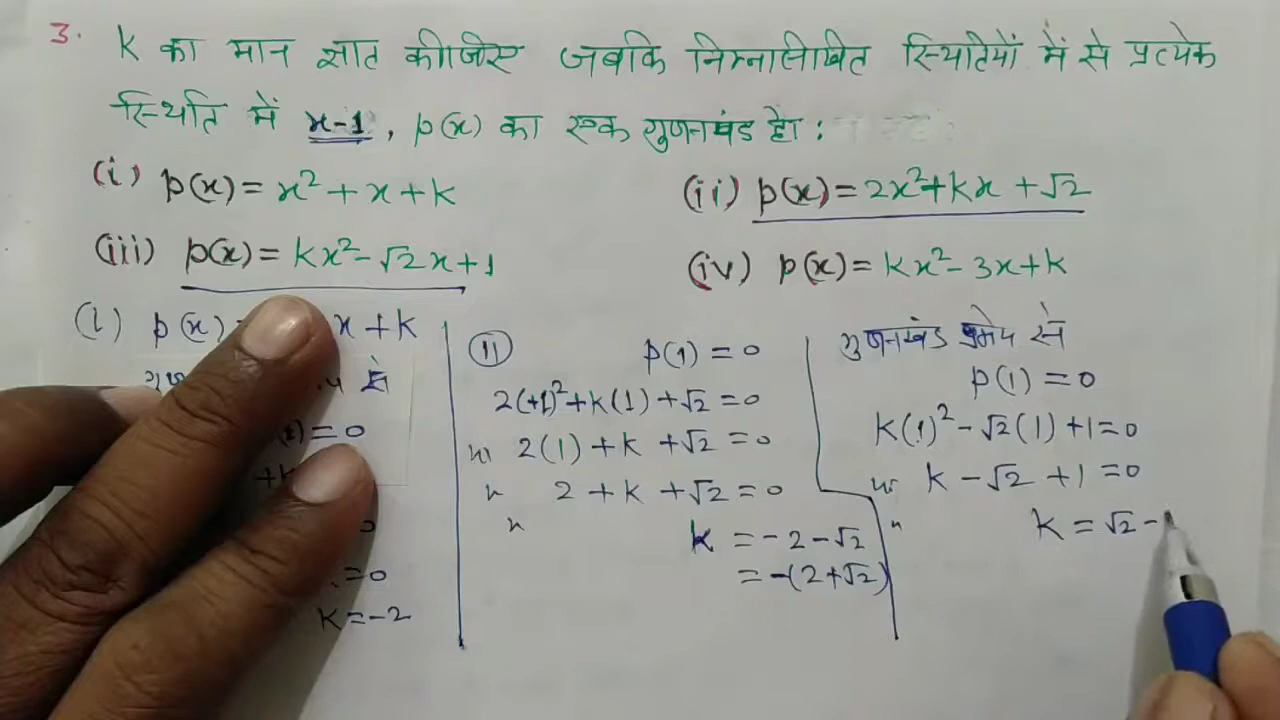 3. K का मान ज्ञात कीजिए जबकि निम्नलिखित स्थितियों में से प्रत्येक
स्थिति में x-1, p(x) का एक गुणनखंड हो :
(i) p(x) = x² + x + k
(ii) p(x) = 2x² + kx + √2
(iii) p(x) = kx² - √2x + 1
(iv) p(x) = kx² - 3x + k
(i) p(x) x + k
से
= 0
= 0
K = -2
(ii) p(1) = 0
2(+1)² + k(1) + √2 = 0
या 2(1) + k + √2 = 0
" 2 + k + √2 = 0
" k = -2 - √2
= -(2 + √2)
गुणनखंड प्रमेय से
p(1) = 0
k(1)² - √2(1) + 1 = 0
या k - √2 + 1 = 0
" k = √2 -